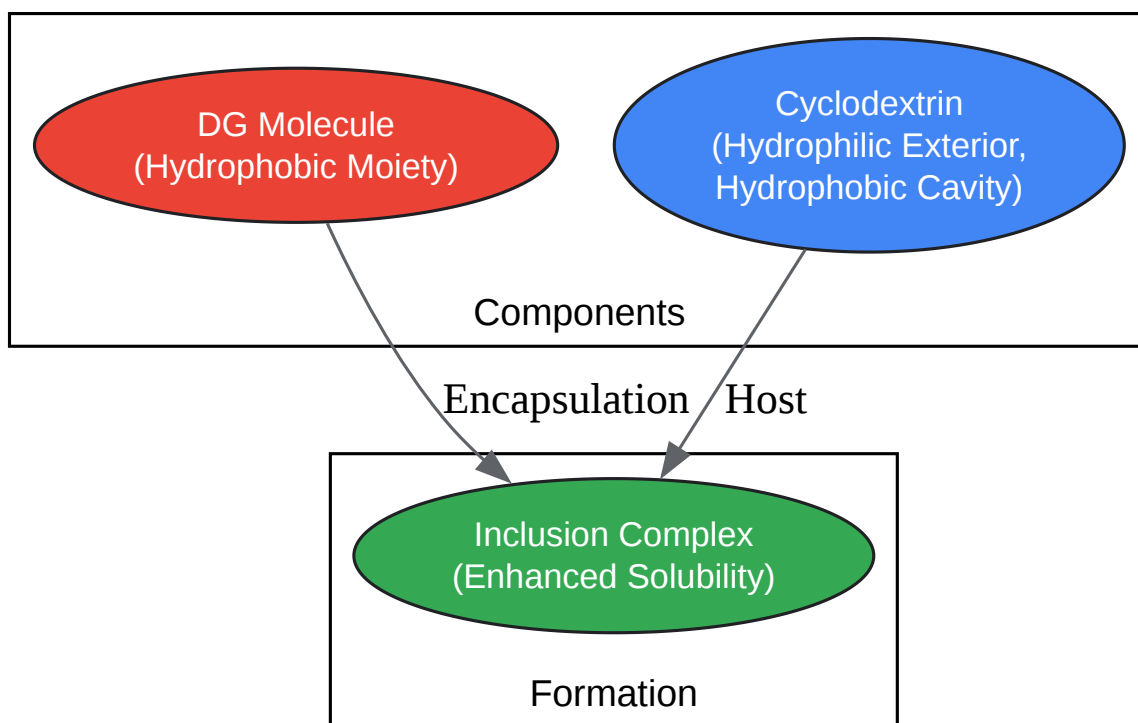 DG Molecule
(Hydrophobic Moiety)
Cyclodextrin
(Hydrophilic Exterior,
Hydrophobic Cavity)
Components
Encapsulation
Host
Inclusion Complex
(Enhanced Solubility)
Formation